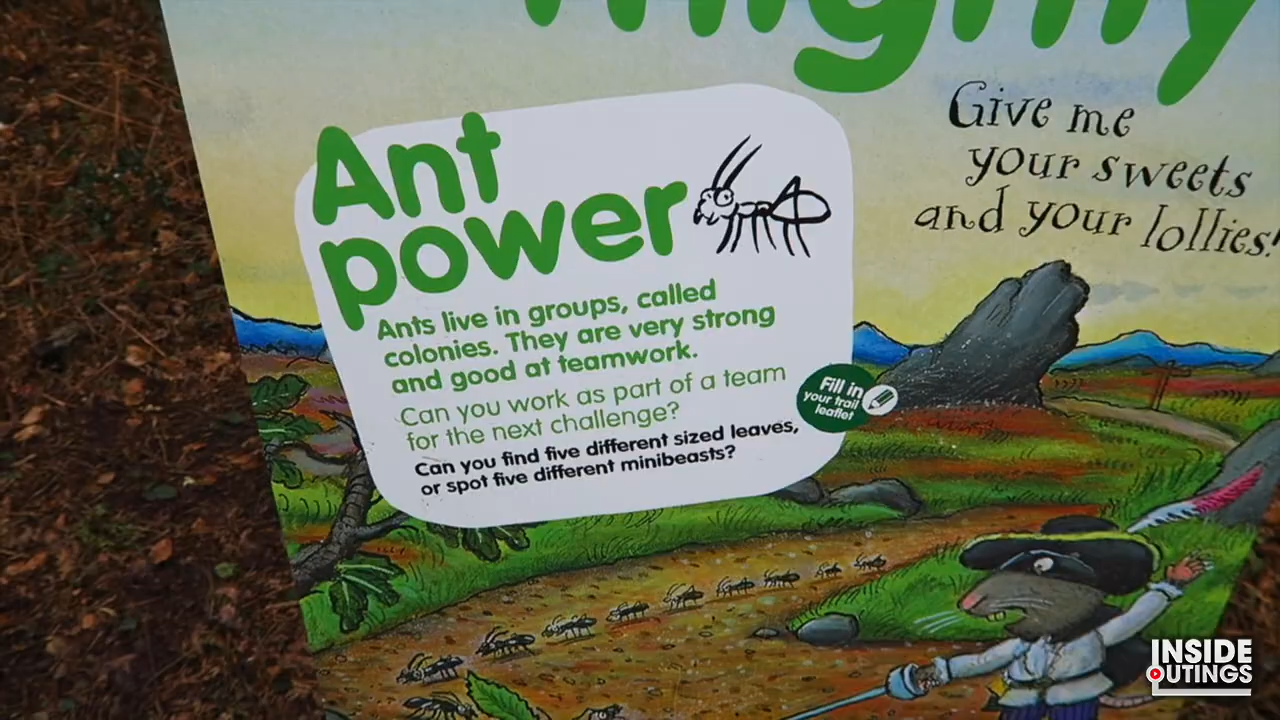 mighty
Give me
your sweets
and your lollies!
Ant
power
Ants live in groups, called
colonies. They are very strong
and good at teamwork.
Can you work as part of a team
for the next challenge?
Can you find five different sized leaves,
or spot five different minibeasts?
Fill in
your trail
leaflet
INSIDE
OUTINGS